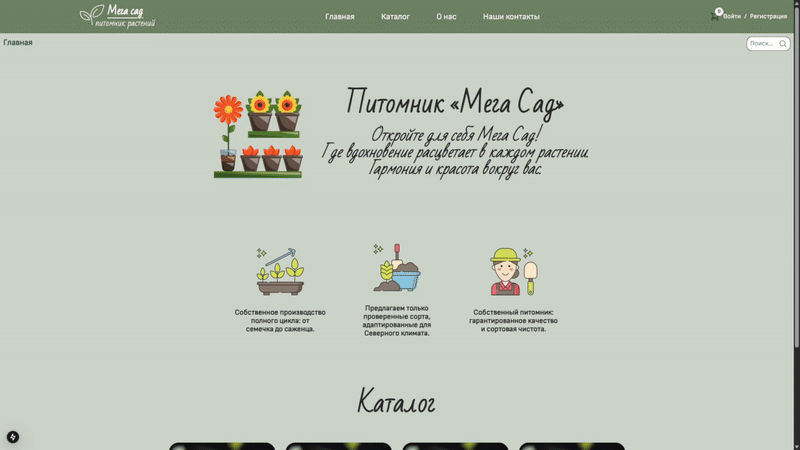 Мега сад
питомник растений
Главная
Каталог
О нас
Наши контакты
0
Войти / Регистрация
Главная
Поиск...
Питомник «Мега Сад»
Откройте для себя Мега Сад!
Где вдохновение расцветает в каждом растении.
Гармония и красота вокруг вас.
Собственное производство
полного цикла: от
семечка до саженца.
Предлагаем только
проверенные сорта,
адаптированные для
Северного климата.
Собственный питомник:
гарантированное качество
и сортовая чистота.
Каталог